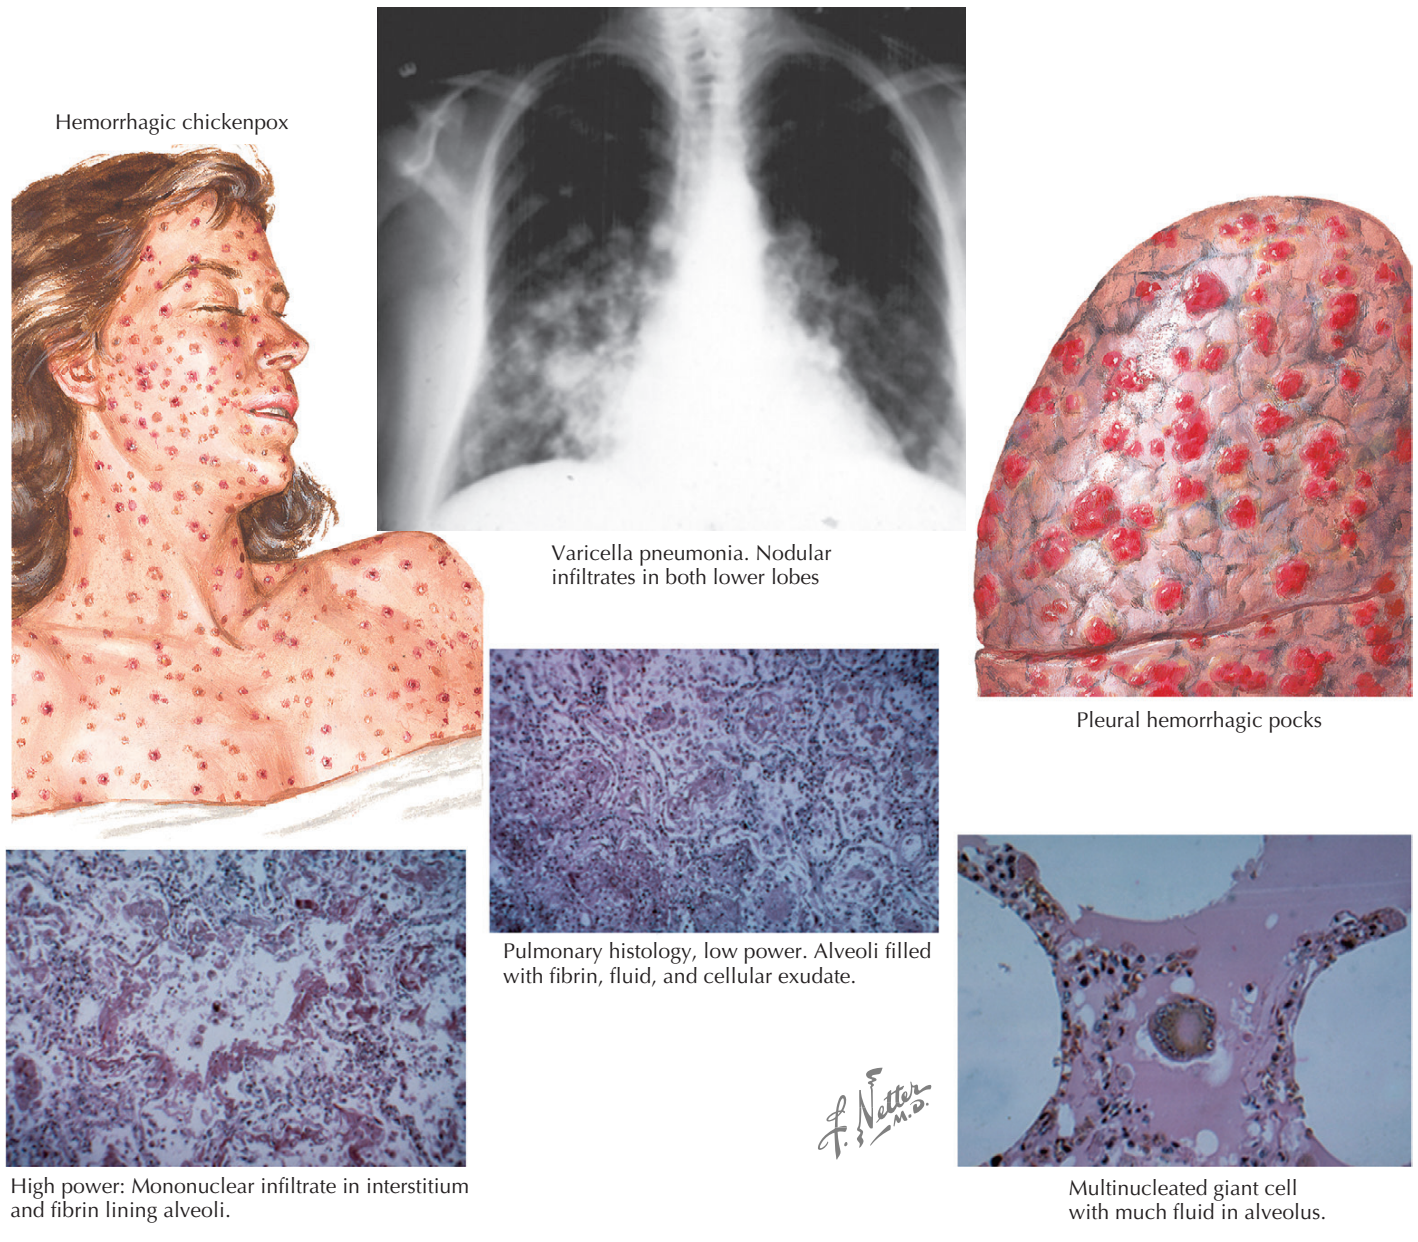 Hemorrhagic chickenpox
Varicella pneumonia. Nodular
infiltrates in both lower lobes
Pleural hemorrhagic pocks
Pulmonary histology, low power. Alveoli filled
with fibrin, fluid, and cellular exudate.
High power: Mononuclear infiltrate in interstitium
and fibrin lining alveoli.
F. Netter
M.D.
Multinucleated giant cell
with much fluid in alveolus.